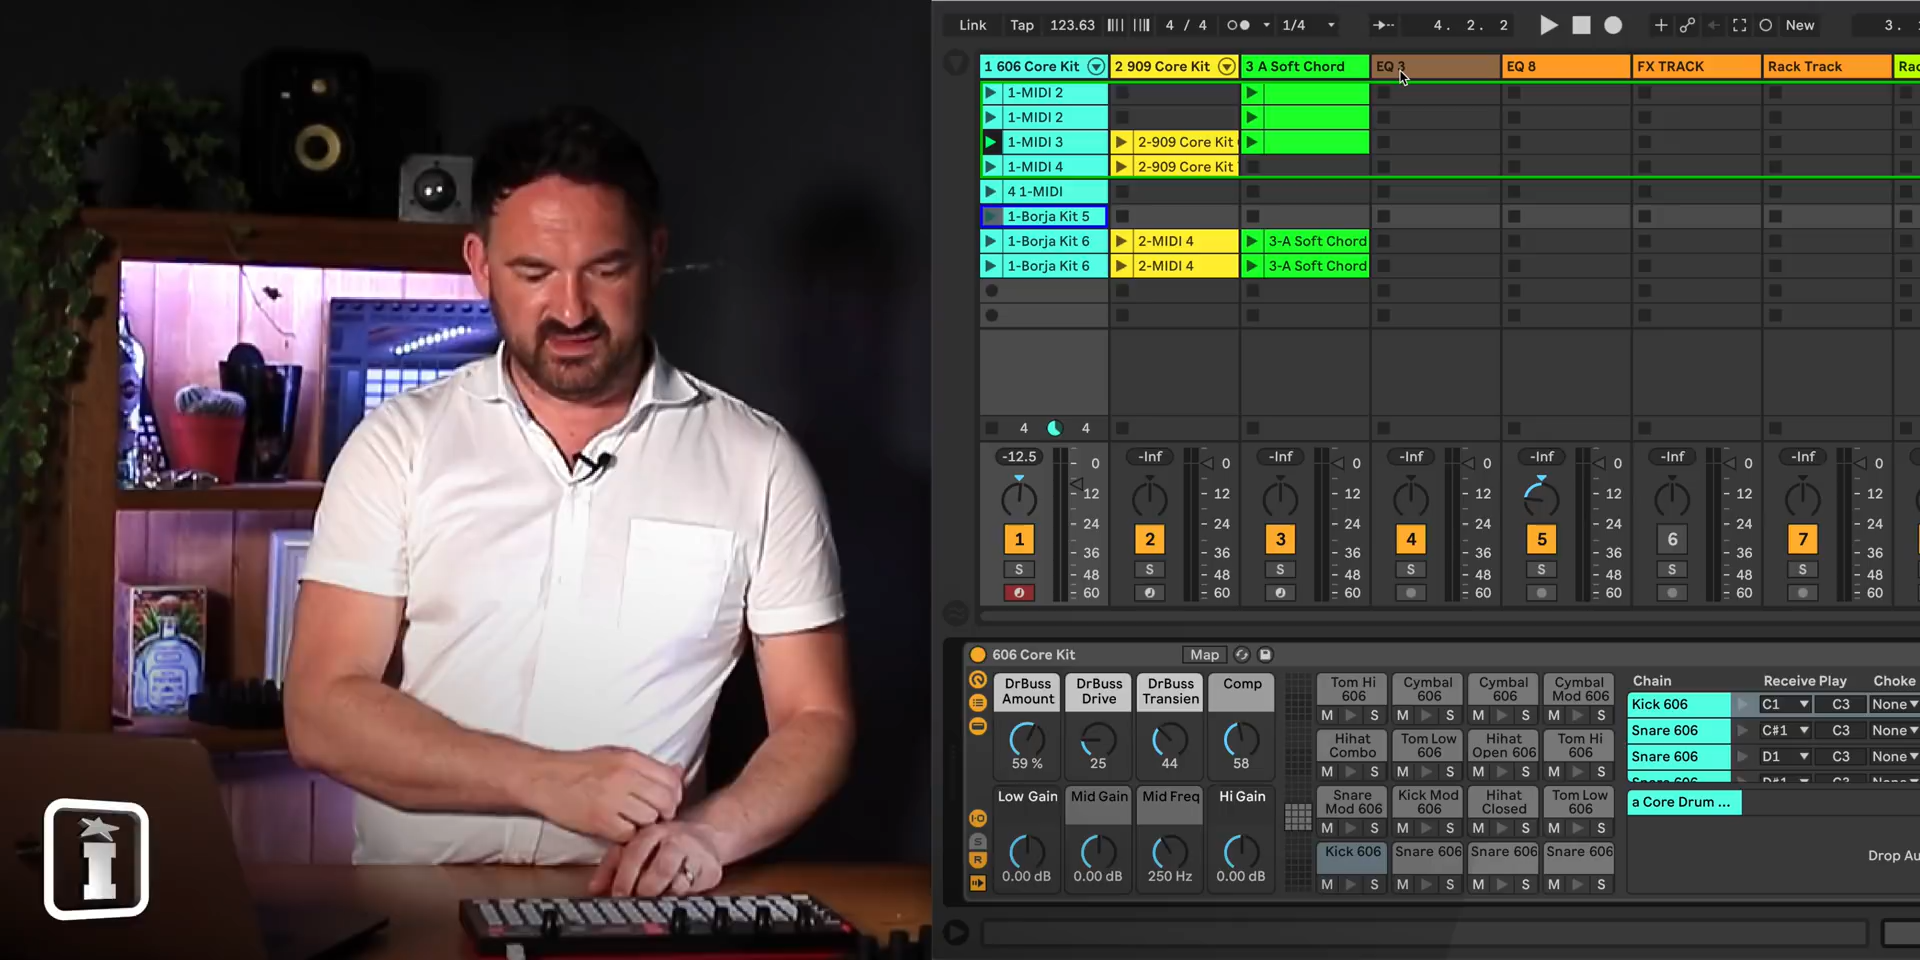 Link Tap 123.63 4 / 4 1/4 4. 2. 2 New 3.
1 606 Core Kit 2 909 Core Kit 3 A Soft Chord EQ 3 EQ 8 FX TRACK Rack Track Rac
1-MIDI 2
1-MIDI 2
1-MIDI 3 2-909 Core Kit
1-MIDI 4 2-909 Core Kit
4 1-MIDI
1-Borja Kit 5
1-Borja Kit 6 2-MIDI 4 3-A Soft Chord
1-Borja Kit 6 2-MIDI 4 3-A Soft Chord
4 4
-12.5 0 -Inf 0 -Inf 0 -Inf 0 -Inf 0 -Inf 0 -Inf 0
12 12 12 12 12 12 12
24 24 24 24 24 24 24
1 36 2 36 3 36 4 36 5 36 6 36 7 36
S 48 S 48 S 48 S 48 S 48 S 48 S 48
60 60 60 60 60 60 60
606 Core Kit Map
DrBuss Amount DrBuss Drive DrBuss Transien Comp
59 % 25 44 58
Low Gain Mid Gain Mid Freq Hi Gain
0.00 dB 0.00 dB 250 Hz 0.00 dB
S
R
Tom Hi 606 Cymbal 606 Cymbal 606 Cymbal Mod 606
M S M S M S M S
Hihat Combo Tom Low 606 Hihat Open 606 Tom Hi 606
M S M S M S M S
Snare Mod 606 Kick Mod 606 Hihat Closed Tom Low 606
M S M S M S M S
Kick 606 Snare 606 Snare 606 Snare 606
M S M S M S M S
Chain Receive Play Choke
Kick 606 C1 C3 None
Snare 606 C#1 C3 None
Snare 606 D1 C3 None
Snare 606 D#1 C3 None
a Core Drum ...
Drop Au
i